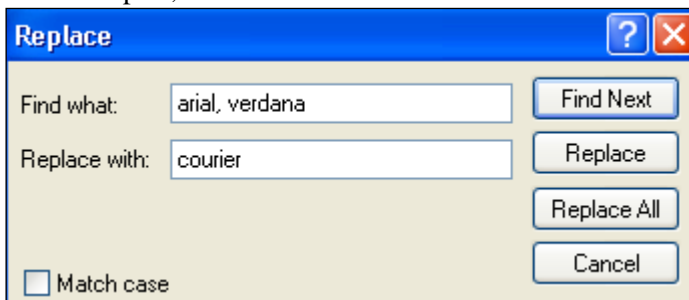 Replace
Find what: arial, verdana Find Next
Replace with: courier Replace
Replace All
Cancel
Match case